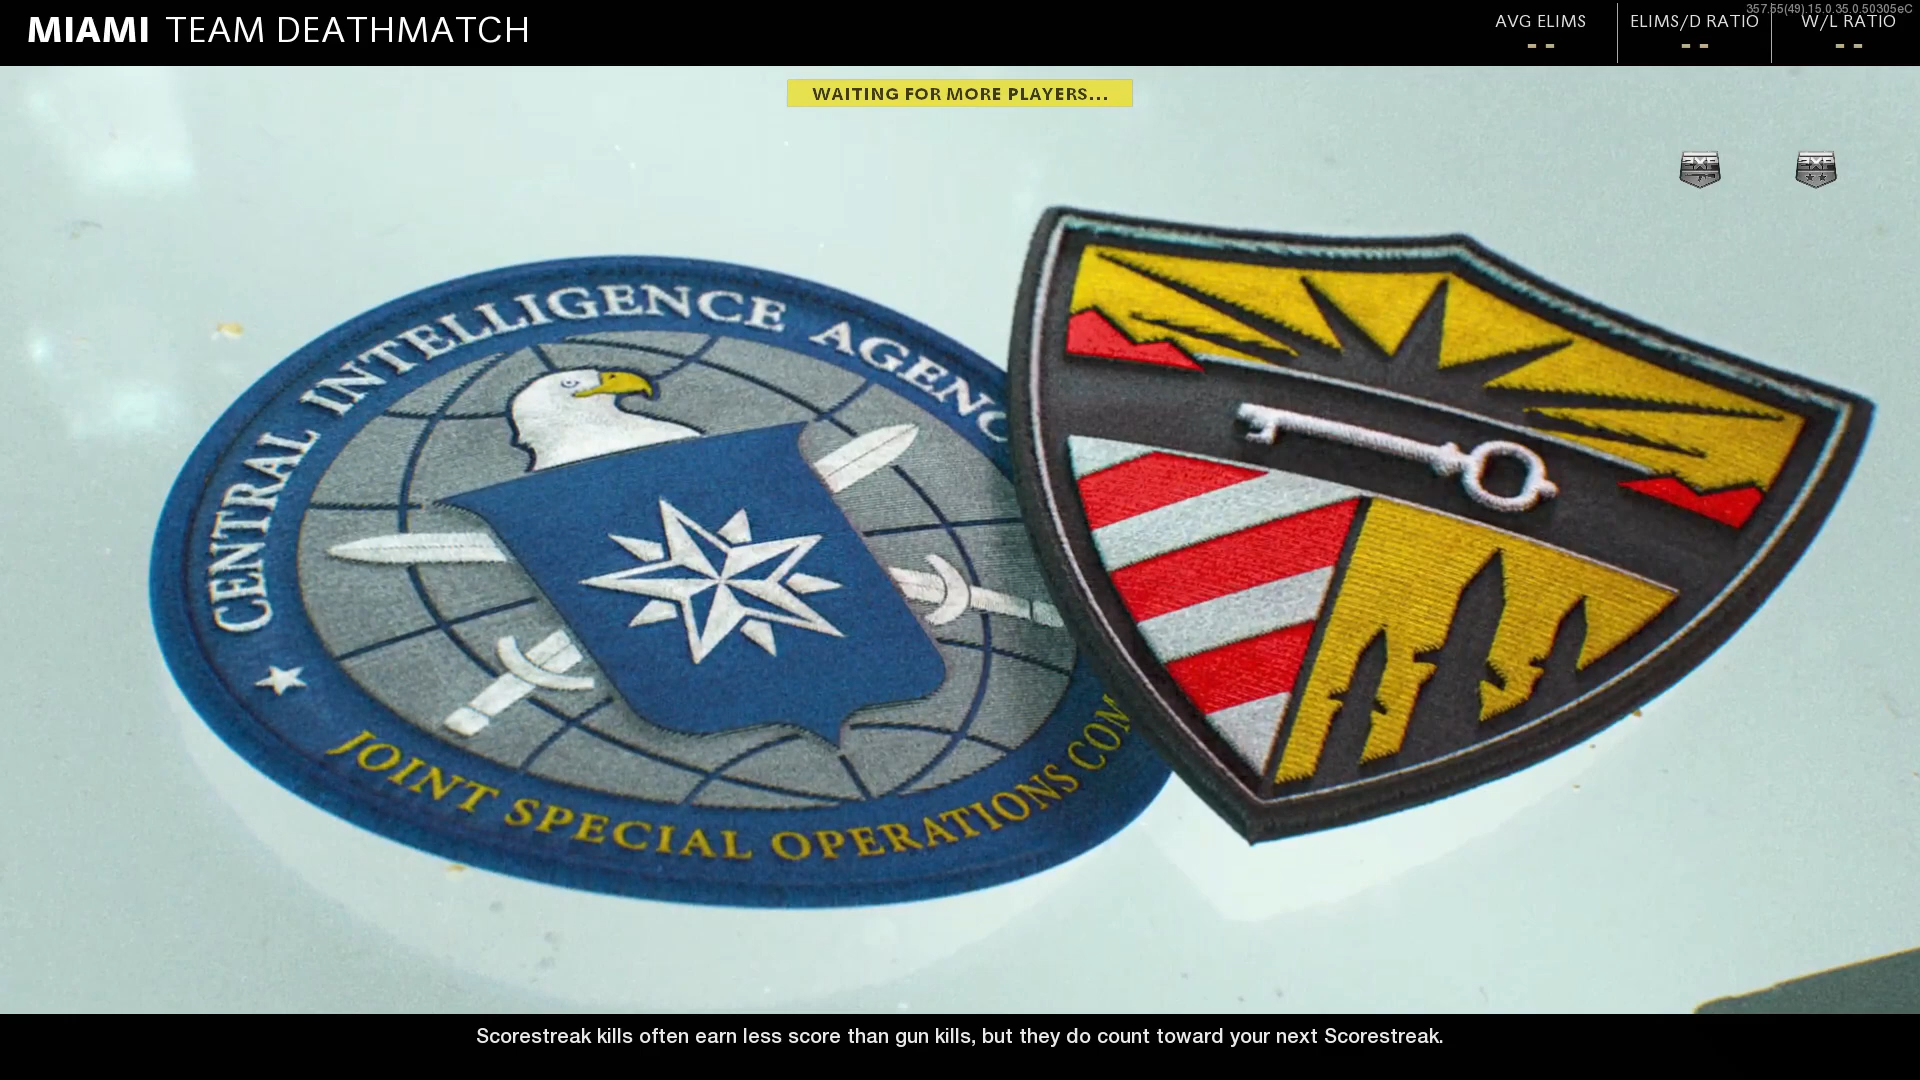 MIAMI TEAM DEATHMATCH
357.55(49).15.0.35.0.50305eC
AVG ELIMS
ELIMS/D RATIO
W/L RATIO
--
--
--
WAITING FOR MORE PLAYERS...
2XP
2XP
CENTRAL INTELLIGENCE AGENC
JOINT SPECIAL OPERATIONS COM
Scorestreak kills often earn less score than gun kills, but they do count toward your next Scorestreak.